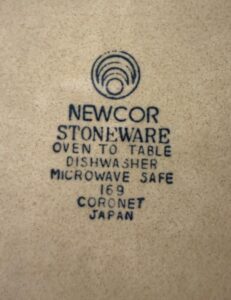 NEWCOR
STONEWARE
OVEN TO TABLE
DISHWASHER
MICROWAVE SAFE
169
CORONET
JAPAN